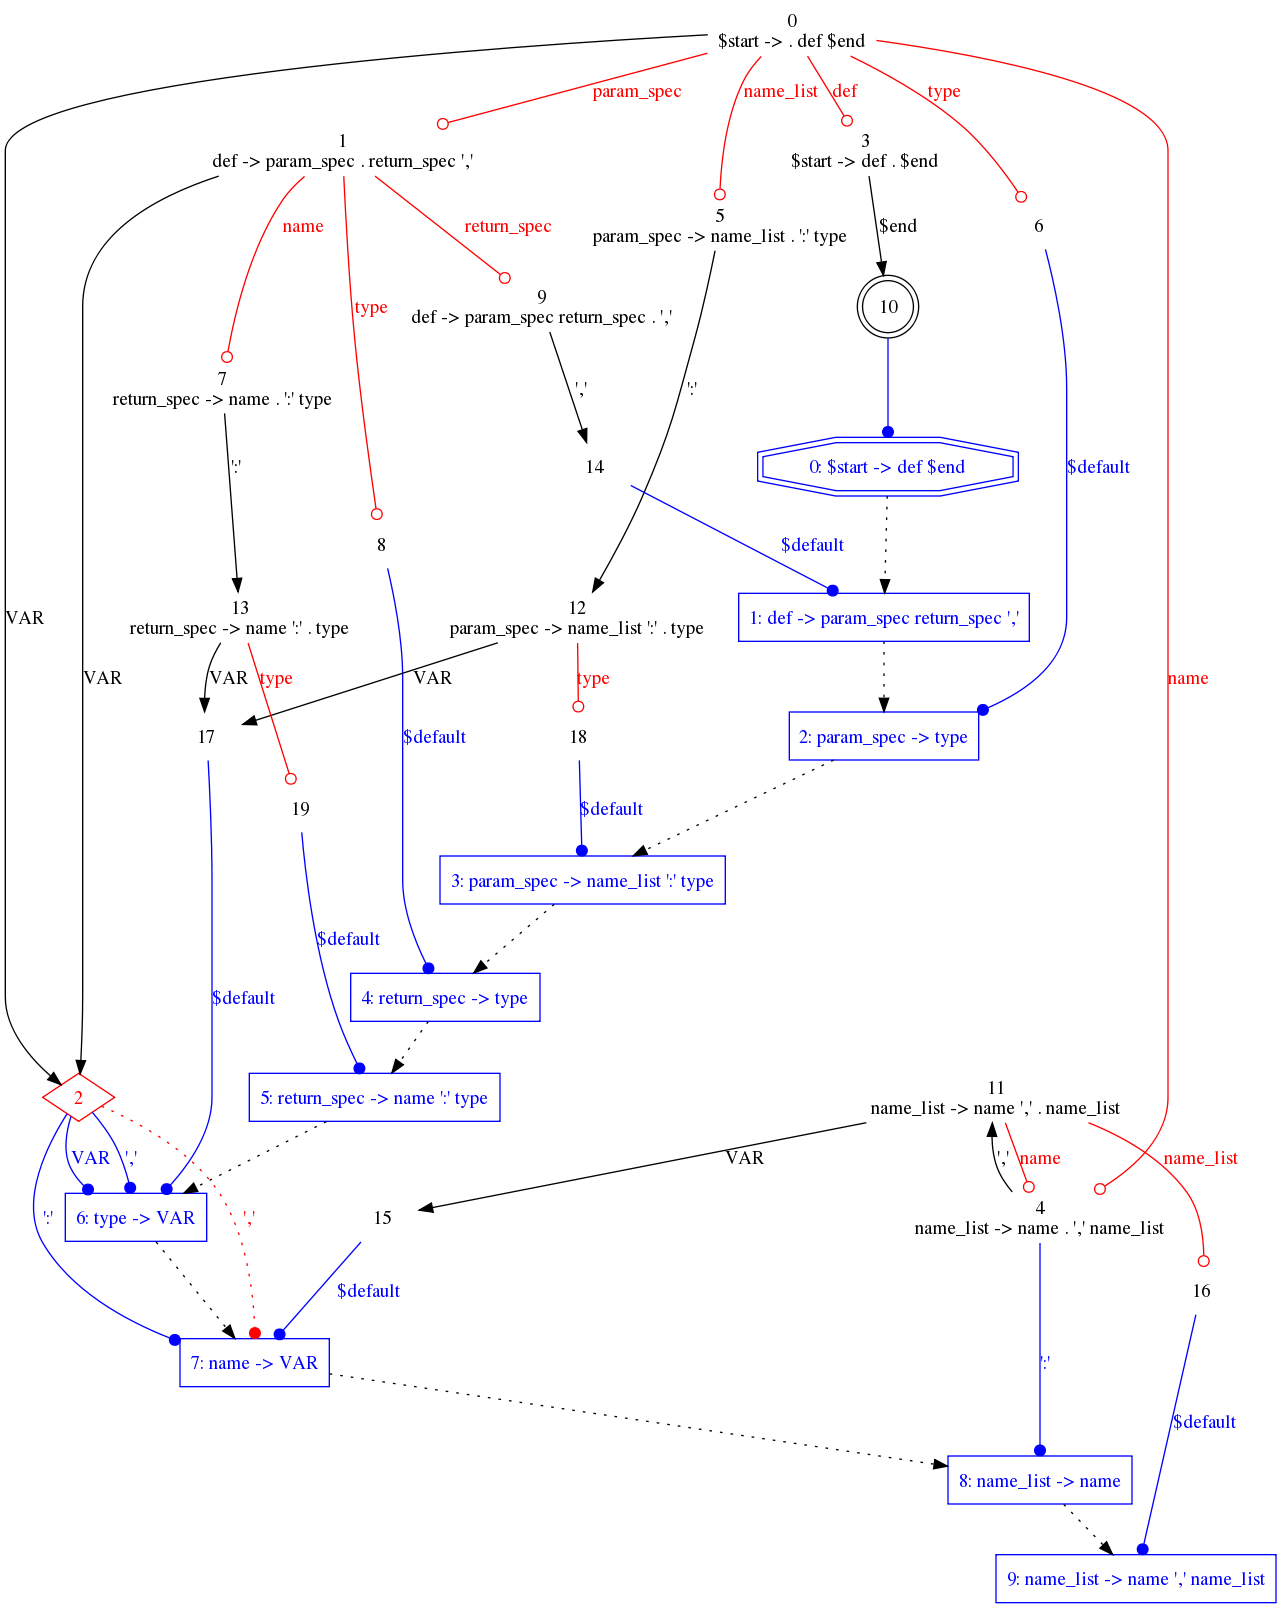 0
$start -> . def $end
param_spec
name_list
def
type
1
def -> param_spec . return_spec ','
3
$start -> def . $end
name
return_spec
5
param_spec -> name_list . ':' type
$end
6
type
9
def -> param_spec return_spec . ','
10
7
return_spec -> name . ':' type
','
':'
':'
14
0: $start -> def $end
$default
8
$default
13
return_spec -> name ':' . type
12
param_spec -> name_list ':' . type
1: def -> param_spec return_spec ','
VAR
VAR
VAR
type
VAR
type
name
17
$default
18
2: param_spec -> type
19
$default
3: param_spec -> name_list ':' type
$default
$default
4: return_spec -> type
2
5: return_spec -> name ':' type
11
name_list -> name ',' . name_list
VAR
','
VAR
','
name
name_list
':'
6: type -> VAR
','
15
4
name_list -> name . ',' name_list
$default
16
7: name -> VAR
':'
$default
8: name_list -> name
9: name_list -> name ',' name_list